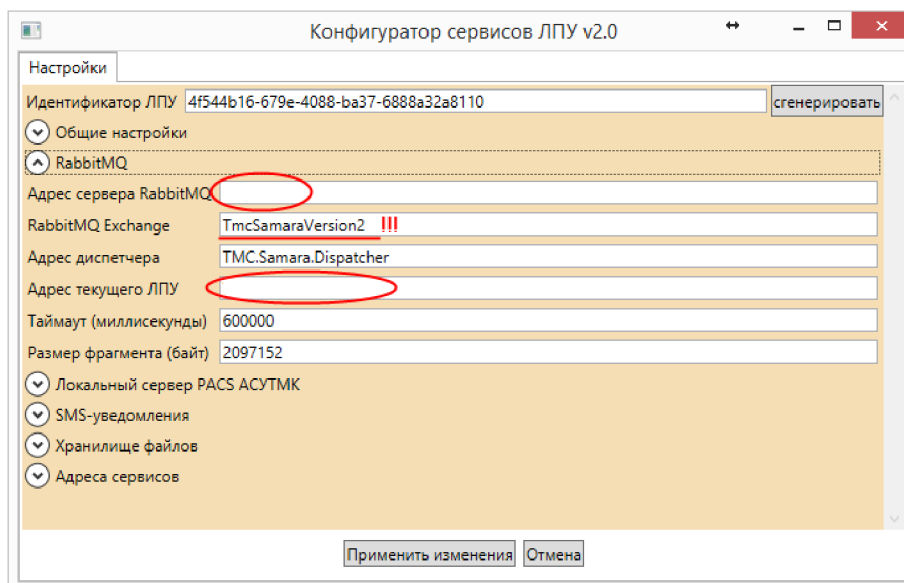 Конфигуратор сервисов ЛПУ v2.0
Настройки
Идентификатор ЛПУ 4f544b16-679e-4088-ba37-6888a32a8110 сгенерировать
Общие настройки
RabbitMQ
Адрес сервера RabbitMQ
RabbitMQ Exchange TmcSamaraVersion2 !!!
Адрес диспетчера TMC.Samara.Dispatcher
Адрес текущего ЛПУ
Таймаут (миллисекунды) 600000
Размер фрагмента (байт) 2097152
Локальный сервер PACS АСУТМК
SMS-уведомления
Хранилище файлов
Адреса сервисов
Применить изменения Отмена